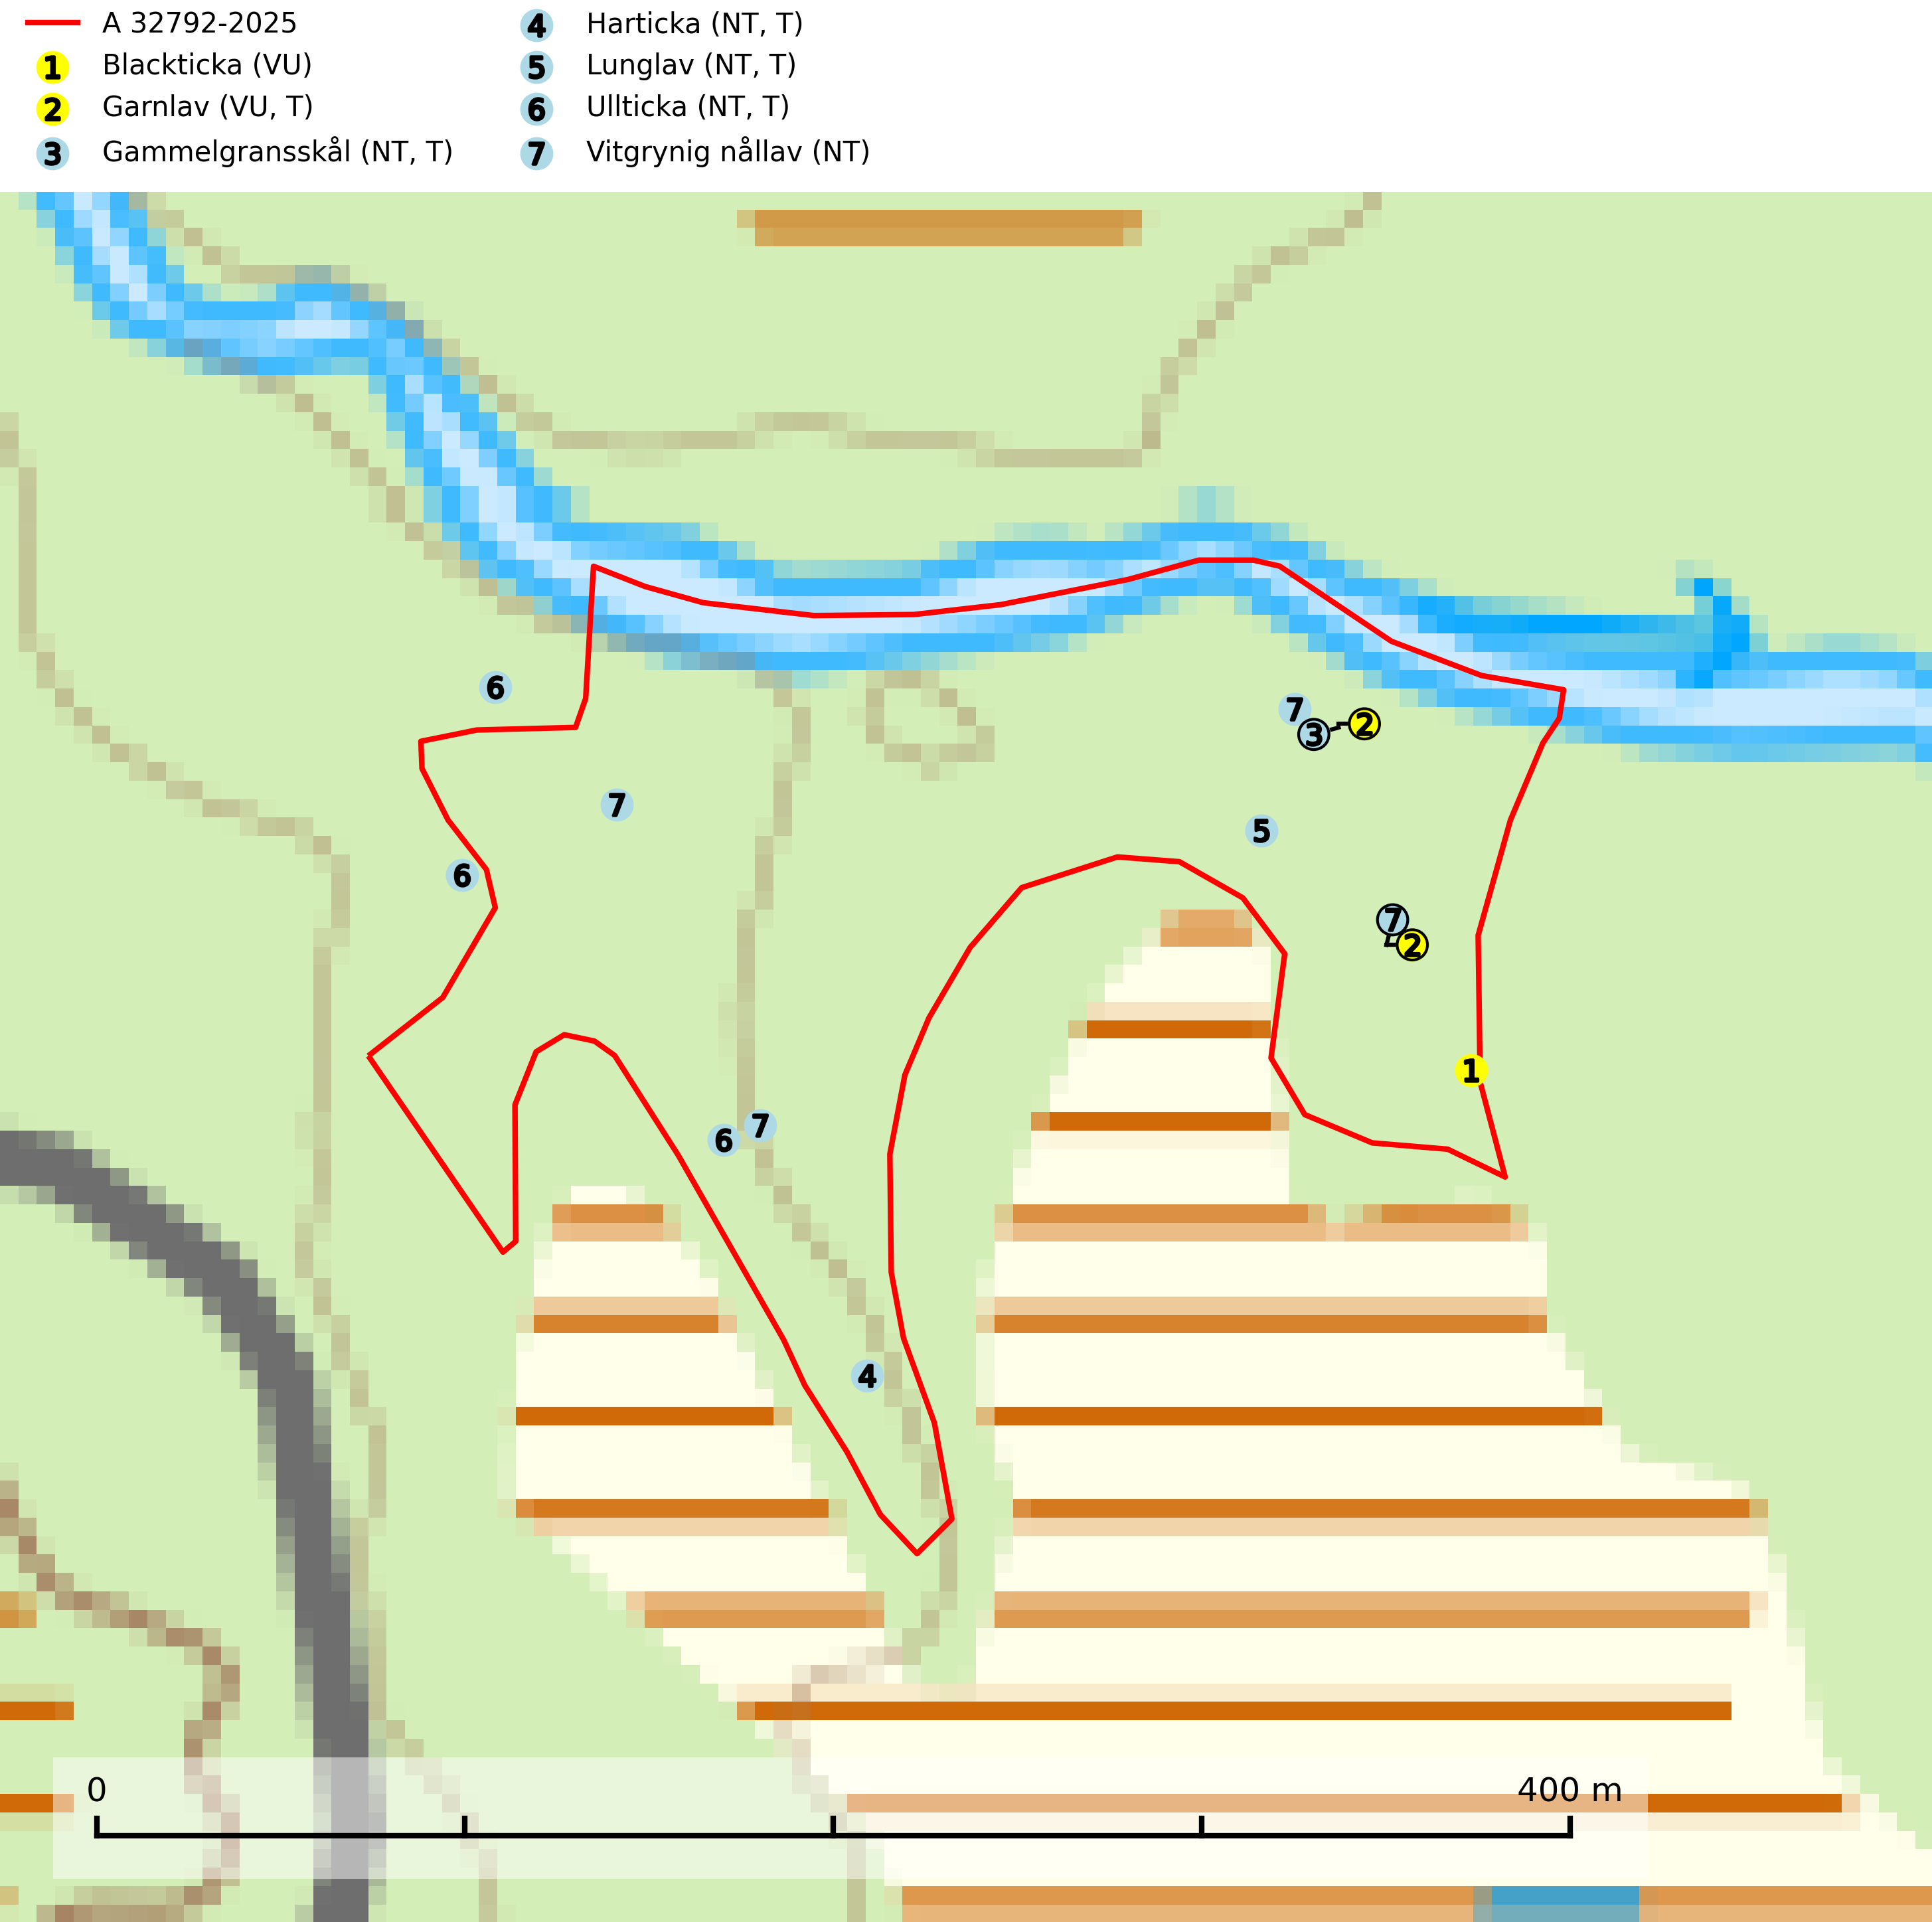 A 32792-2025
1 Blackticka (VU)
2 Garnlav (VU, T)
3 Gammelgransskål (NT, T)
4 Harticka (NT, T)
5 Lunglav (NT, T)
6 Ullticka (NT, T)
7 Vitgrynig nållav (NT)
6
7
3
2
7
5
6
7
2
1
6
7
4
0
400 m